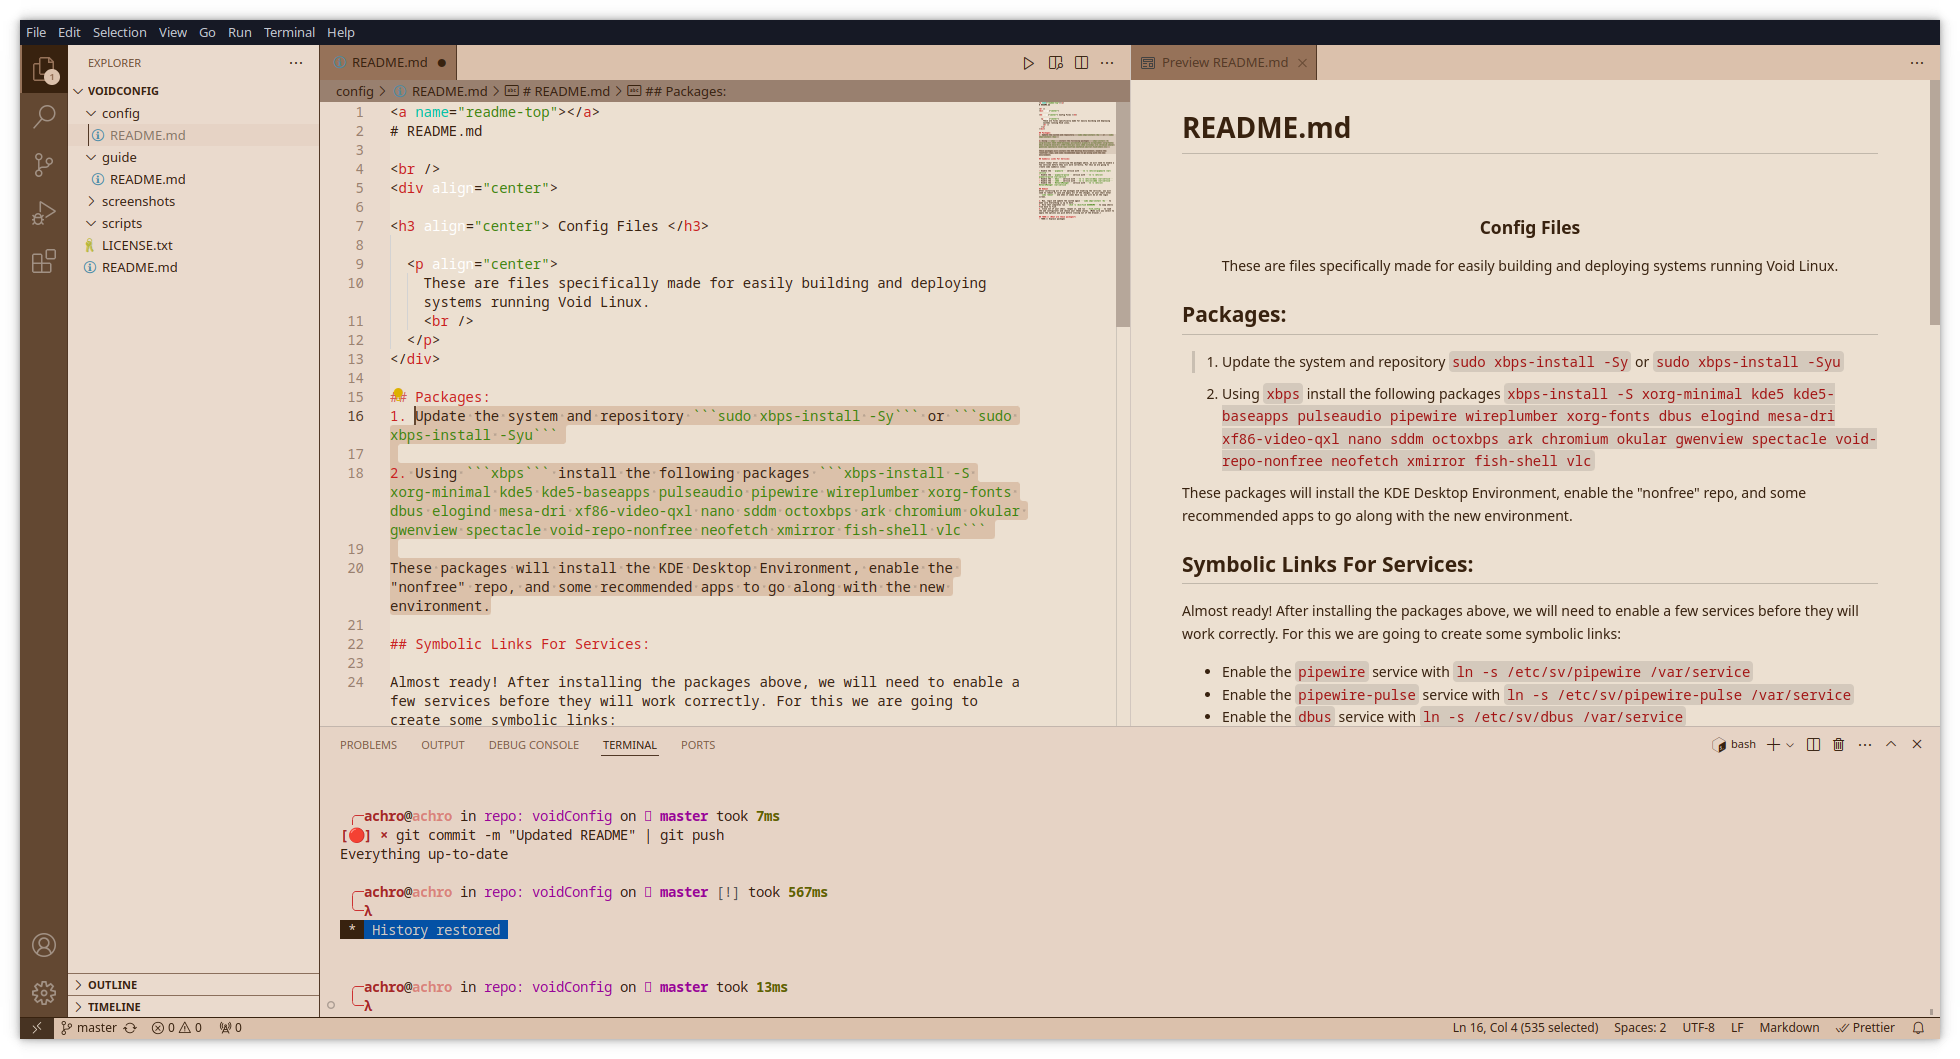 File Edit Selection View Go Run Terminal Help
EXPLORER
VOIDCONFIG
config
README.md
guide
README.md
screenshots
scripts
LICENSE.txt
README.md
OUTLINE
TIMELINE
1
README.md
config > README.md > # README.md > ## Packages:
1 <a name="readme-top"></a>
2 # README.md
3
4 <br />
5 <div align="center">
6
7 <h3 align="center"> Config Files </h3>
8
9 <p align="center">
10 These are files specifically made for easily building and deploying
systems running Void Linux.
11 <br />
12 </p>
13 </div>
14
15 ## Packages:
16 1. Update the system and repository ```sudo xbps-install -Sy``` or ```sudo
xbps-install -Syu```
17
18 2. Using ```xbps``` install the following packages ```xbps-install -S
xorg-minimal kde5 kde5-baseapps pulseaudio pipewire wireplumber xorg-fonts
dbus elogind mesa-dri xf86-video-qxl nano sddm octoxbps ark chromium okular
gwenview spectacle void-repo-nonfree neofetch xmirror fish-shell vlc```
19
20 These packages will install the KDE Desktop Environment, enable the
"nonfree" repo, and some recommended apps to go along with the new
environment.
21
22 ## Symbolic Links For Services:
23
24 Almost ready! After installing the packages above, we will need to enable a
few services before they will work correctly. For this we are going to
create some symbolic links:
Preview README.md
README.md
Config Files
These are files specifically made for easily building and deploying systems running Void Linux.
Packages:
1. Update the system and repository sudo xbps-install -Sy or sudo xbps-install -Syu
2. Using xbps install the following packages xbps-install -S xorg-minimal kde5 kde5-
baseapps pulseaudio pipewire wireplumber xorg-fonts dbus elogind mesa-dri
xf86-video-qxl nano sddm octoxbps ark chromium okular gwenview spectacle void-
repo-nonfree neofetch xmirror fish-shell vlc
These packages will install the KDE Desktop Environment, enable the "nonfree" repo, and some
recommended apps to go along with the new environment.
Symbolic Links For Services:
Almost ready! After installing the packages above, we will need to enable a few services before they will
work correctly. For this we are going to create some symbolic links:
• Enable the pipewire service with ln -s /etc/sv/pipewire /var/service
• Enable the pipewire-pulse service with ln -s /etc/sv/pipewire-pulse /var/service
• Enable the dbus service with ln -s /etc/sv/dbus /var/service
PROBLEMS OUTPUT DEBUG CONSOLE TERMINAL PORTS
bash
achro@achro in repo: voidConfig on master took 7ms
[🔴] × git commit -m "Updated README" | git push
Everything up-to-date
achro@achro in repo: voidConfig on master [!] took 567ms
λ
* History restored
achro@achro in repo: voidConfig on master took 13ms
λ
master 0 0 0
Ln 16, Col 4 (535 selected) Spaces: 2 UTF-8 LF Markdown Prettier